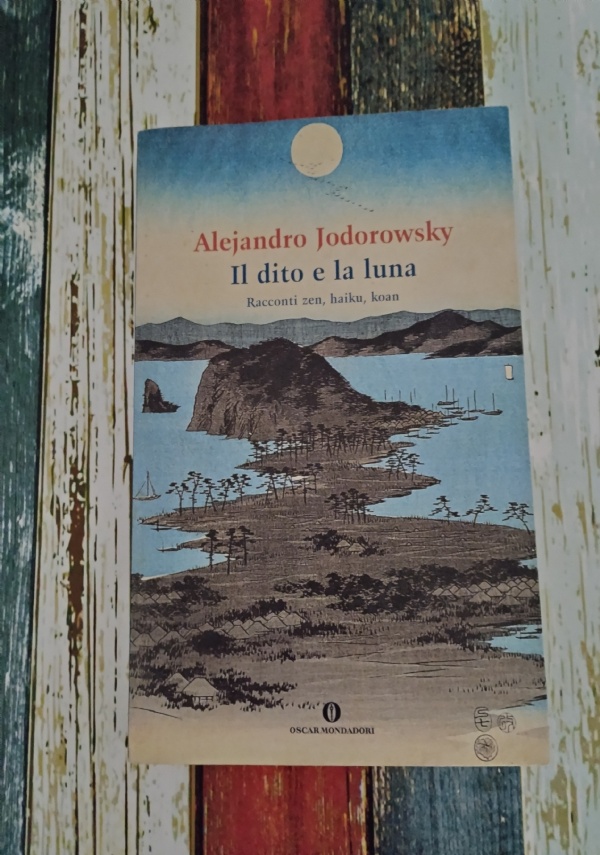 Alejandro Jodorowsky
Il dito e la luna
Racconti zen, haiku, koan
OSCAR MONDADORI